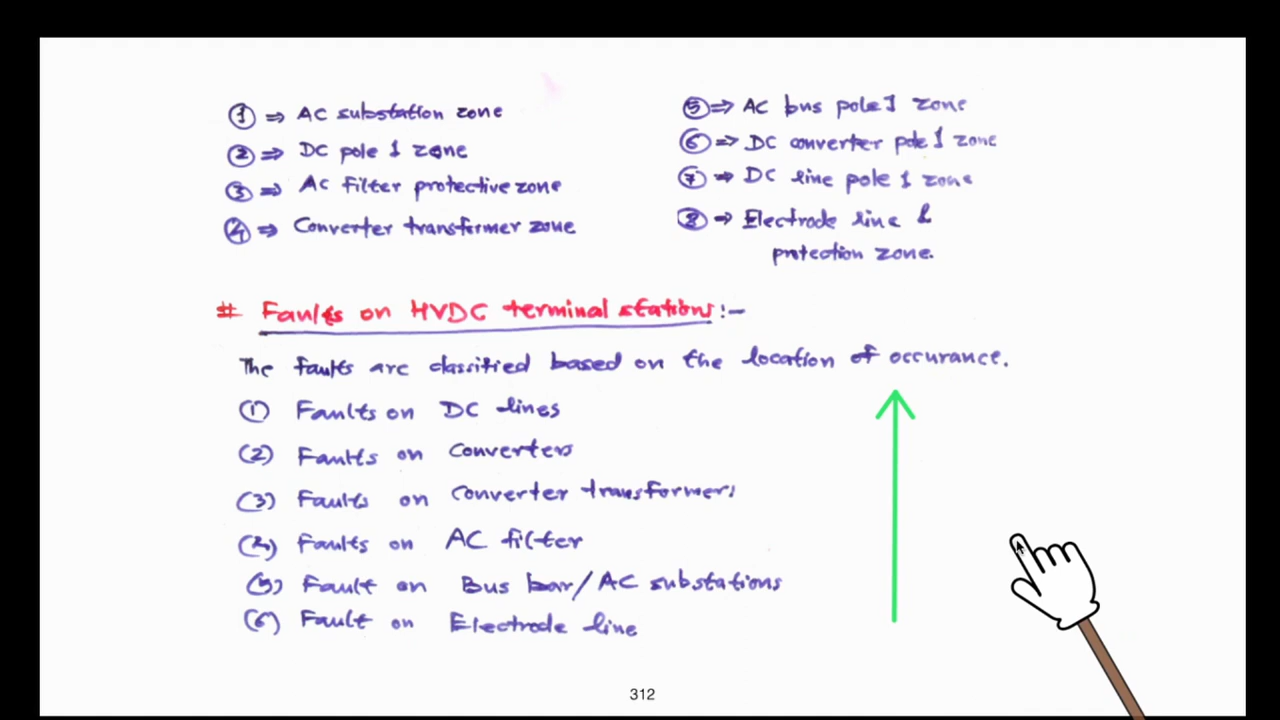 ① ⇒ AC substation zone
② ⇒ DC pole 1 zone
③ ⇒ Ac Filter protective zone
④ ⇒ Converter transformer zone
⑤ ⇒ AC bus pole 1 zone
⑥ ⇒ DC converter pole 1 zone
⑦ ⇒ DC line pole 1 zone
⑧ ⇒ Electrode line &
protection zone.
# Faults on HVDC terminal stations :-
The faults are classified based on the location of occurance.
(1) Faults on DC lines
(2) Faults on Converters
(3) Faults on Converter transformers
(4) Faults on AC filter
(5) Fault on Bus bar/AC substations
(6) Fault on Electrode line
312